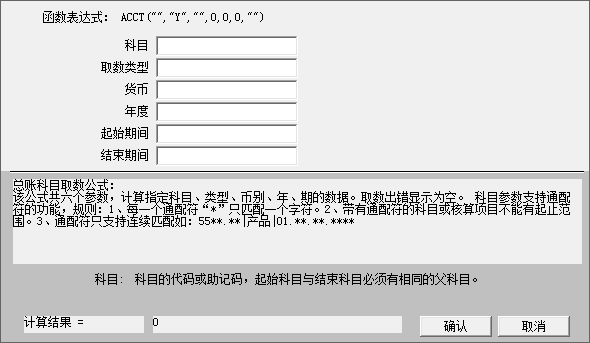 函数表达式: ACCT("","Y","",0,0,0,"")
科目
取数类型
货币
年度
起始期间
结束期间
总账科目取数公式:
该公式共六个参数，计算指定科目、类型、币别、年、期的数据。取数出错显示为空。 科目参数支持通配
符的功能，规则：1、每一个通配符“*”只匹配一个字符。2、带有通配符的科目或核算项目不能有起止范
围。3、通配符只支持连续匹配如：55**.**|产品|01.**.**.****
科目: 科目的代码或助记码，起始科目与结束科目必须有相同的父科目。
计算结果 = 0
确认 取消